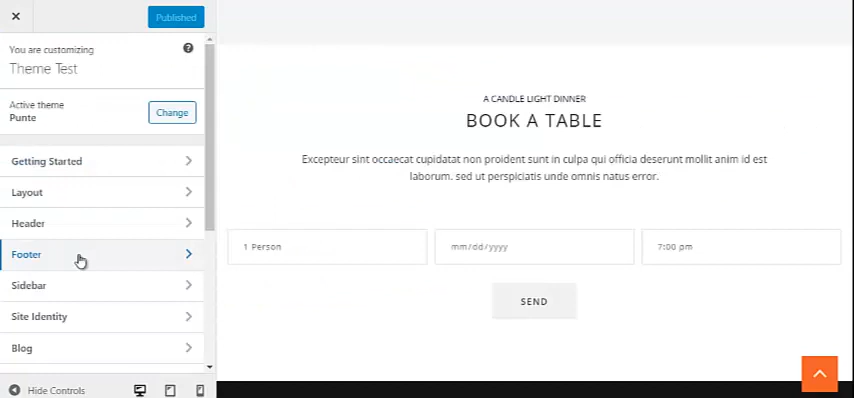 Published
You are customizing
Theme Test
Active theme
Punte
Change
Getting Started
Layout
Header
Footer
Sidebar
Site Identity
Blog
Hide Controls
A CANDLE LIGHT DINNER
BOOK A TABLE
Excepteur sint occaecat cupidatat non proident sunt in culpa qui officia deserunt mollit anim id est
laborum. sed ut perspiciatis unde omnis natus error.
1 Person
mm/dd/yyyy
7:00 pm
SEND